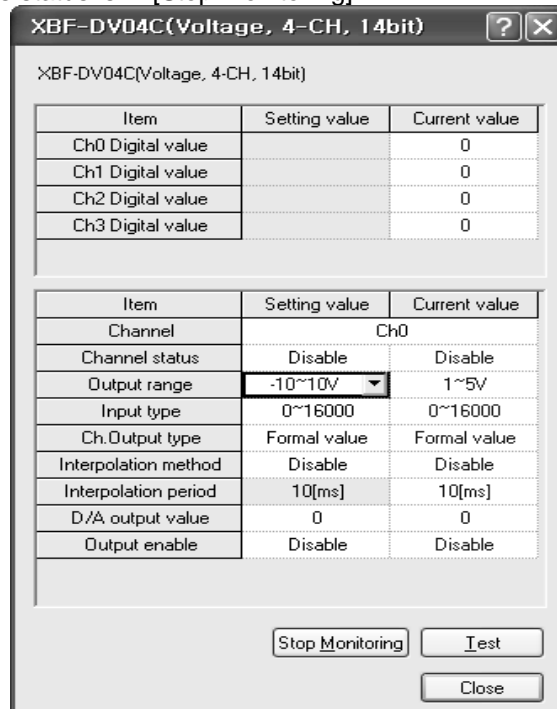 XBF-DV04C(Voltage, 4-CH, 14bit)
XBF-DV04C(Voltage, 4-CH, 14bit)
Item Setting value Current value
Ch0 Digital value 0
Ch1 Digital value 0
Ch2 Digital value 0
Ch3 Digital value 0
Item Setting value Current value
Channel Ch0
Channel status Disable Disable
Output range -10~10V 1~5V
Input type 0~16000 0~16000
Ch.Output type Formal value Formal value
Interpolation method Disable Disable
Interpolation period 10[ms] 10[ms]
D/A output value 0 0
Output enable Disable Disable
Stop Monitoring Test
Close